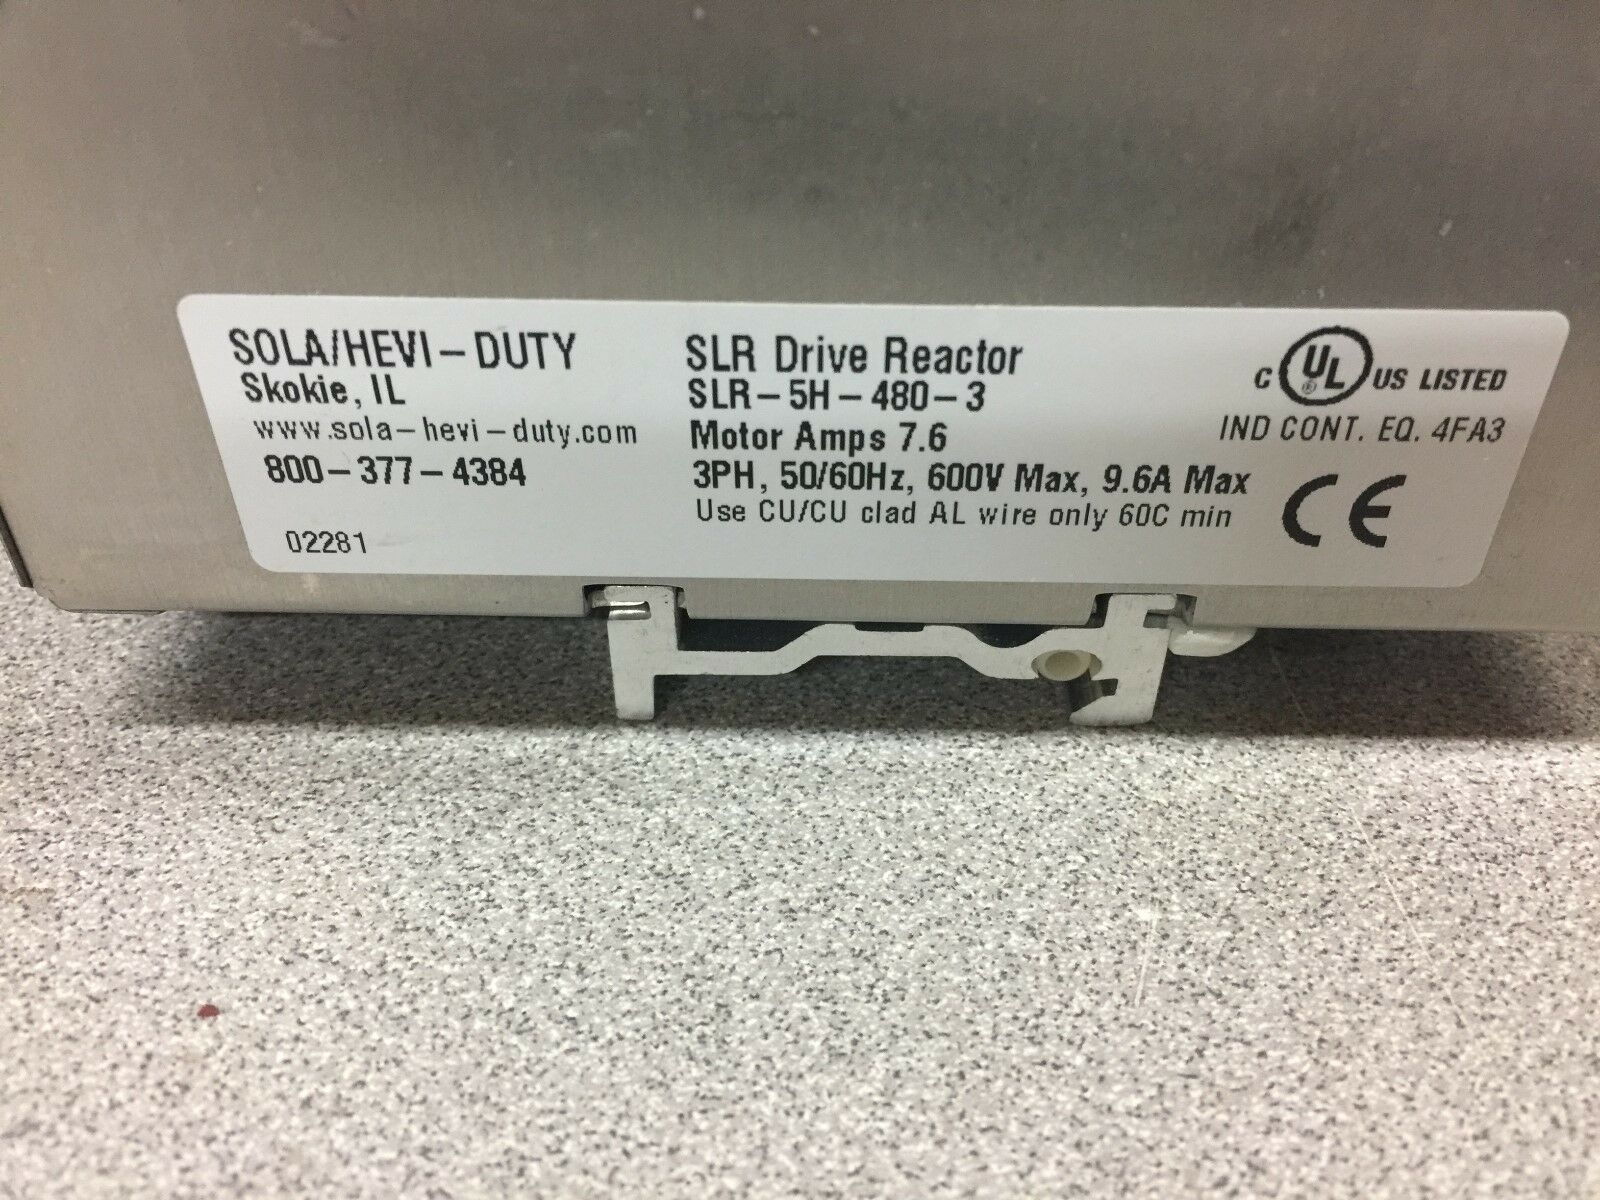 SOLA/HEVI-DUTY
Skokie, IL
www.sola-hevi-duty.com
800-377-4384
02281
SLR Drive Reactor
SLR-5H-480-3
Motor Amps 7.6
3PH, 50/60Hz, 600V Max, 9.6A Max
Use CU/CU clad AL wire only 60C min
C UL ® US LISTED
IND CONT. EQ. 4FA3
CE